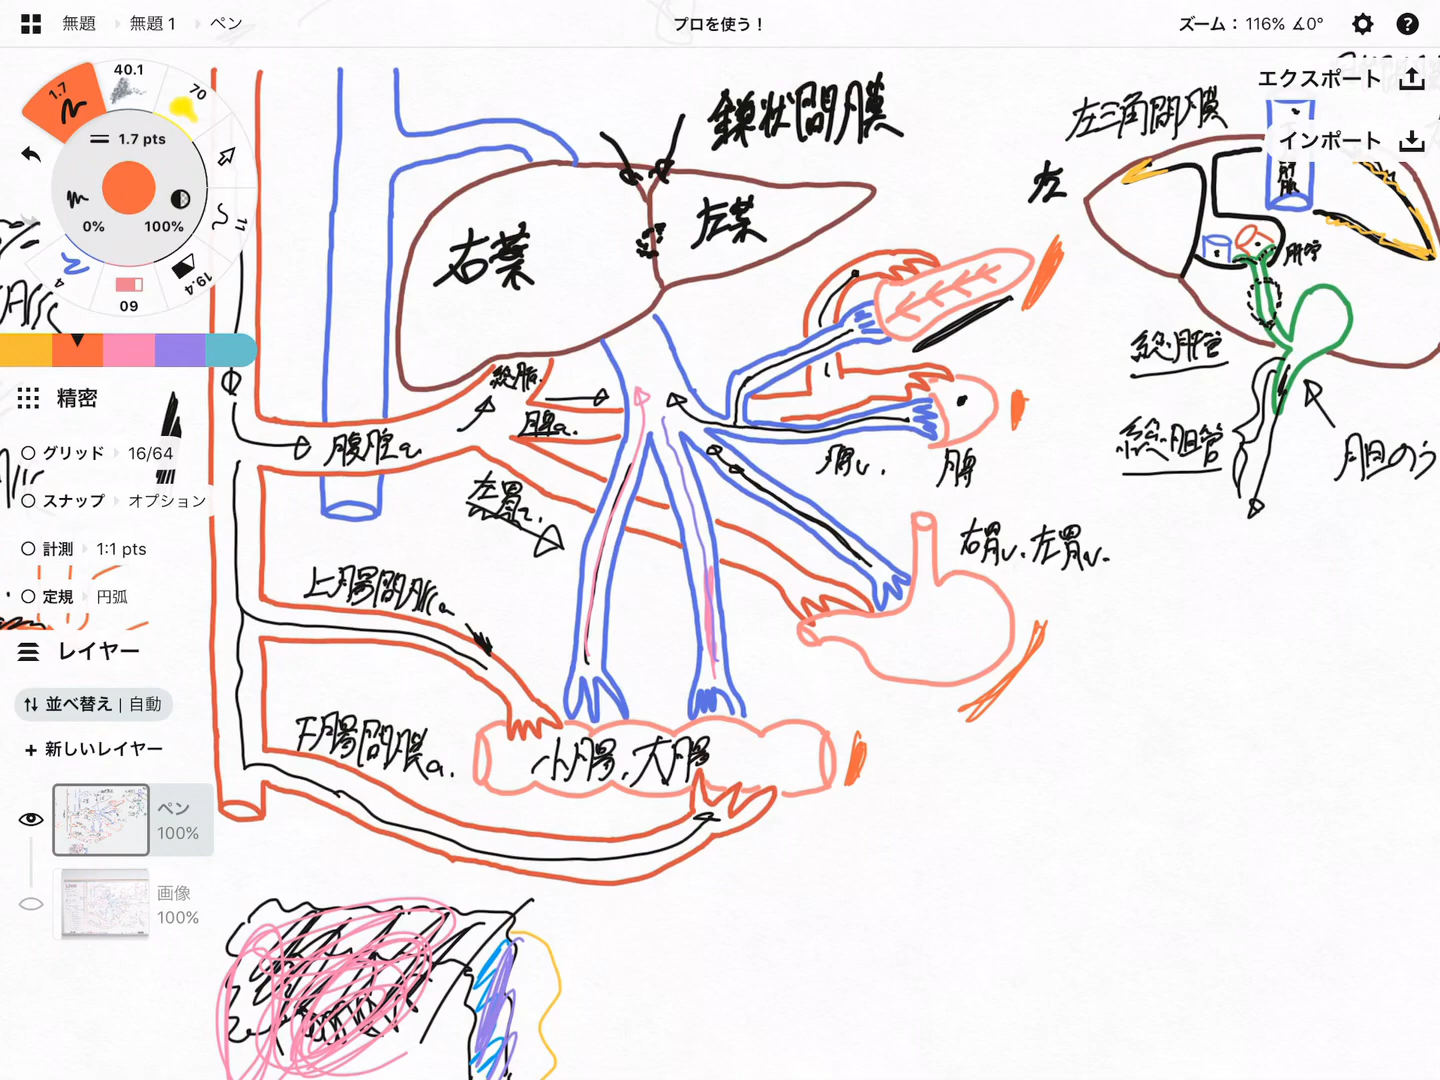 無題 無題 1 ペン
プロを使う！
ズーム： 116% ∡0°
エクスポート
インポート
1.7
40.1
70
1.7 pts
0% 100%
11
4
09
19.4
精密
グリッド 16/64
スナップ オプション
計測 1:1 pts
定規 円弧
レイヤー
並べ替え | 自動
+ 新しいレイヤー
ペン
100%
画像
100%
鎌状間膜
右葉
左葉
左三角間膜
左
総肝管
総胆管
胆のう
腹腔a.
脾a.
脾v.
脾
左胃a.
右胃v. 左胃v.
上腸間膜a
下腸間膜a.
小腸、大腸